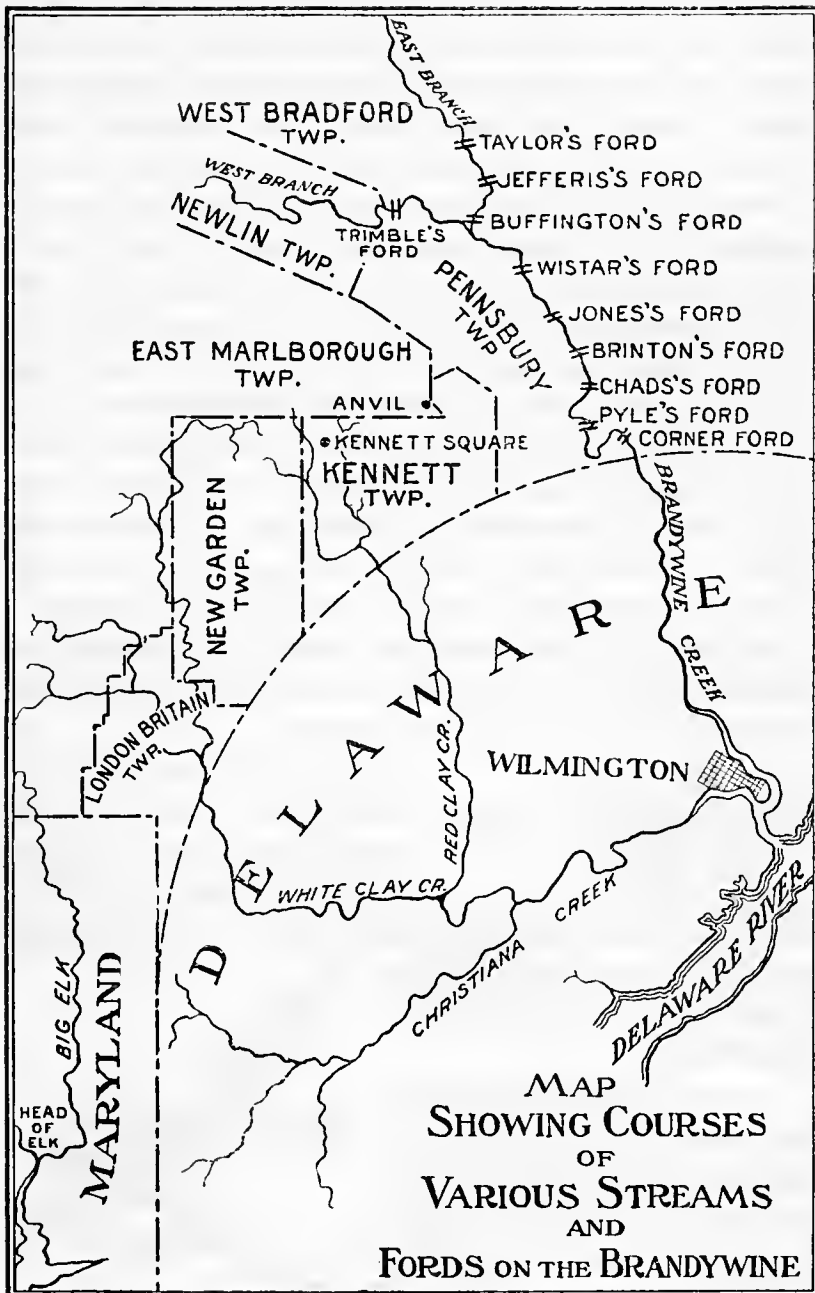 EAST BRANCH
WEST BRADFORD
TWP.
TAYLOR'S FORD
WEST BRANCH
JEFFERIS'S FORD
NEWLIN TWP.
TRIMBLE'S
FORD
BUFFINGTON'S FORD
WISTAR'S FORD
PENNSBURY
TWP
JONES'S FORD
EAST MARLBOROUGH
TWP.
BRINTON'S FORD
CHADS'S FORD
ANVIL
PYLE'S FORD
CORNER FORD
KENNETT SQUARE
KENNETT
TWP.
BRANDYWINE CREEK
NEW GARDEN
TWP.
DELAWARE
LONDON BRITAIN
TWP.
WILMINGTON
RED CLAY CR.
WHITE CLAY CR.
CHRISTIANA CREEK
DELAWARE RIVER
BIG ELK
MARYLAND
HEAD
OF
ELK
MAP
SHOWING COURSES
OF
VARIOUS STREAMS
AND
FORDS ON THE BRANDYWINE